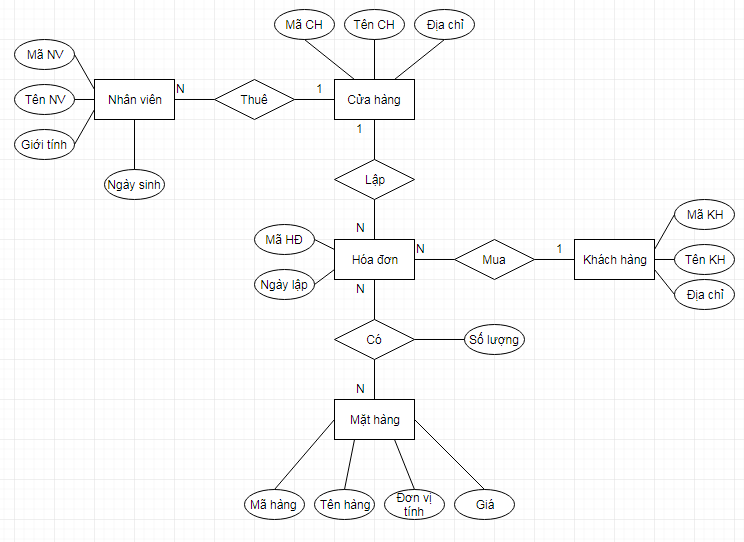 Mã CH
Tên CH
Địa chỉ
Mã NV
Tên NV
Giới tính
Ngày sinh
Nhân viên
N
Thuê
1
Cửa hàng
1
Lập
N
Mã HĐ
Ngày lập
Hóa đơn
N
Mua
1
Khách hàng
Mã KH
Tên KH
Địa chỉ
N
Có
Số lượng
N
Mặt hàng
Mã hàng
Tên hàng
Đơn vị
tính
Giá